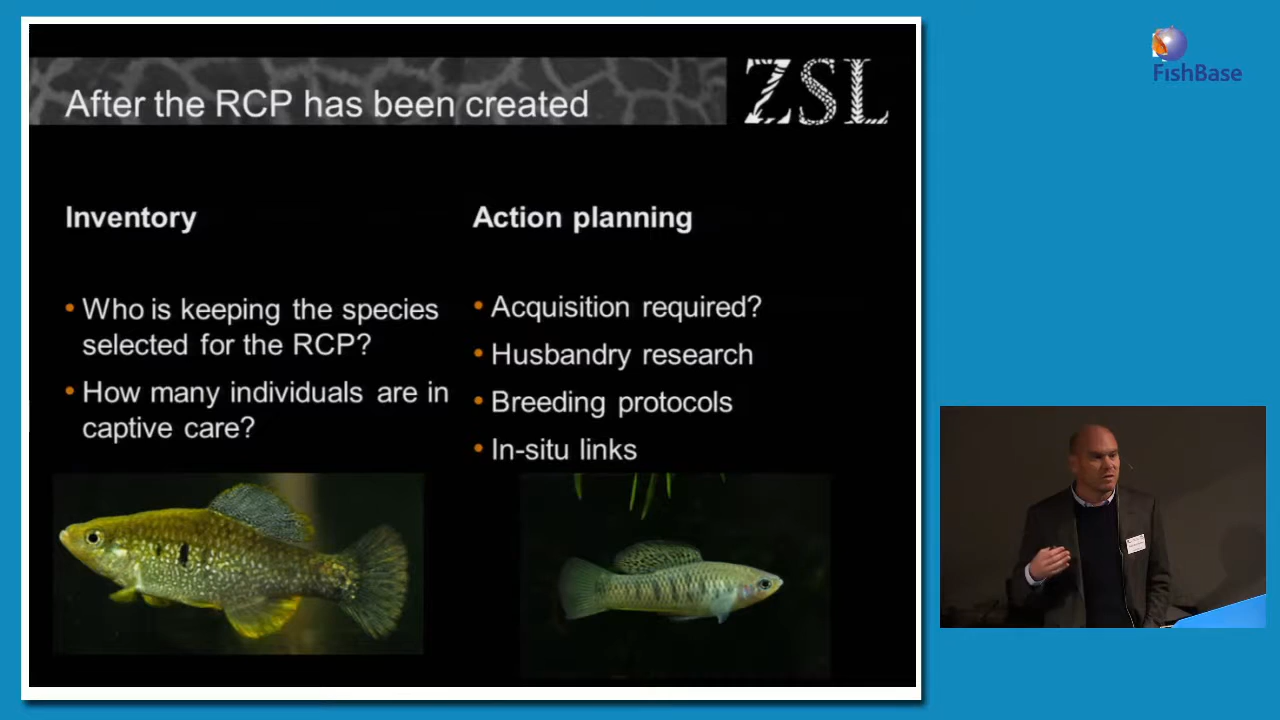 After the RCP has been created
ZSL
Inventory
• Who is keeping the species
selected for the RCP?
• How many individuals are in
captive care?
Action planning
• Acquisition required?
• Husbandry research
• Breeding protocols
• In-situ links
FishBase